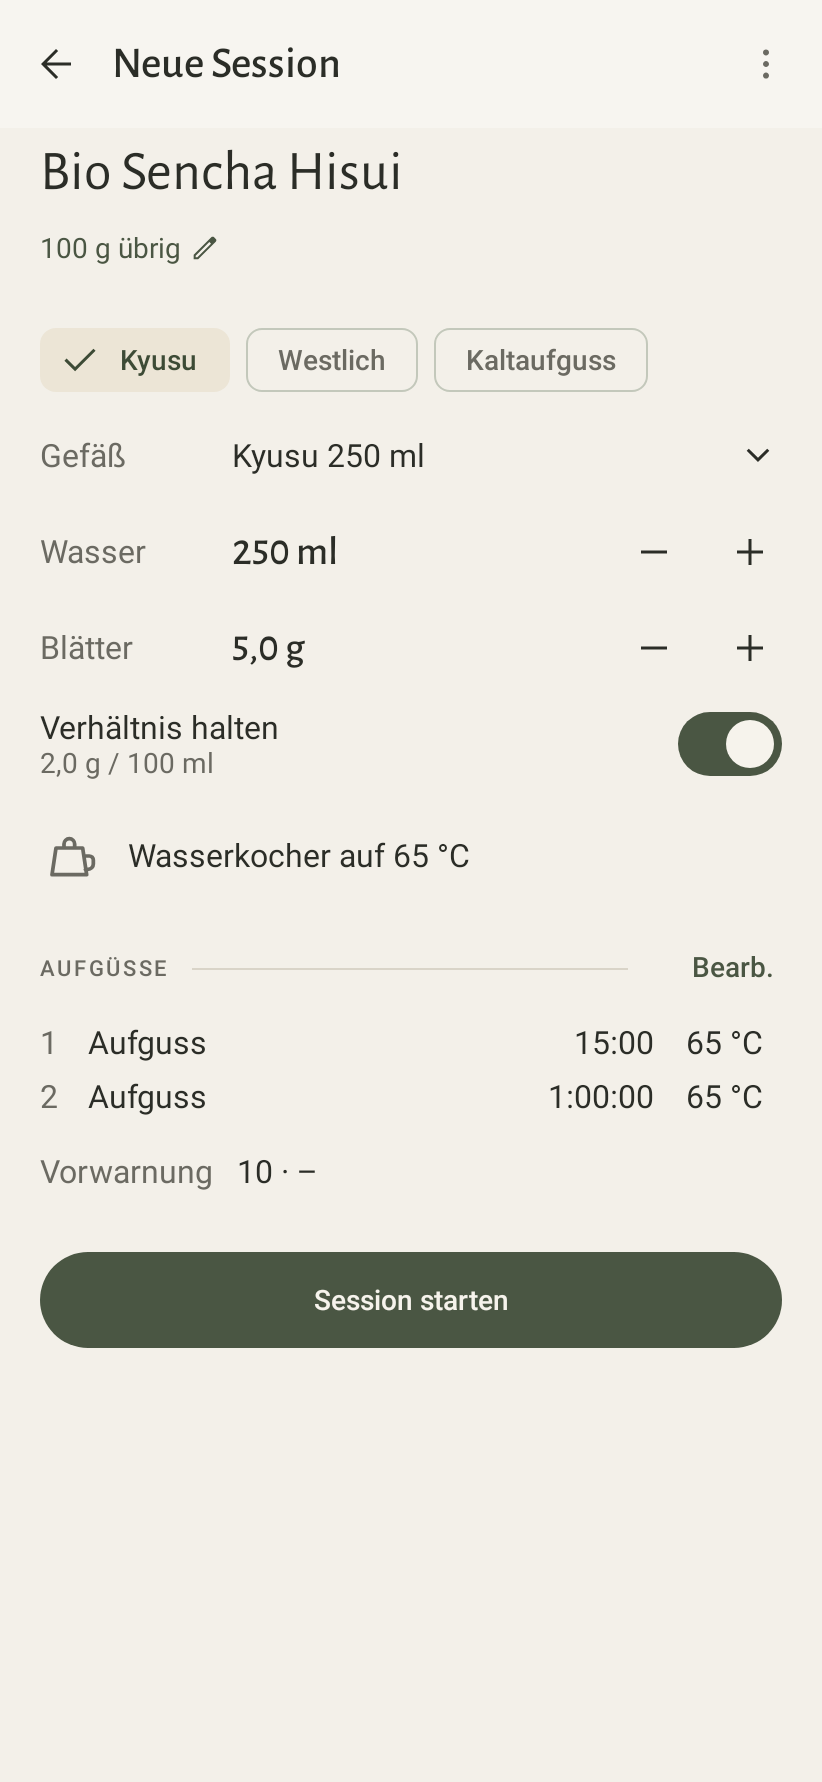 Neue Session
Bio Sencha Hisui
100 g übrig
Kyusu Westlich Kaltaufguss
Gefäß Kyusu 250 ml
Wasser 250 ml
Blätter 5,0 g
Verhältnis halten
2,0 g / 100 ml
Wasserkocher auf 65 °C
AUFGÜSSE Bearb.
1 Aufguss 15:00 65 °C
2 Aufguss 1:00:00 65 °C
Vorwarnung 10 · –
Session starten